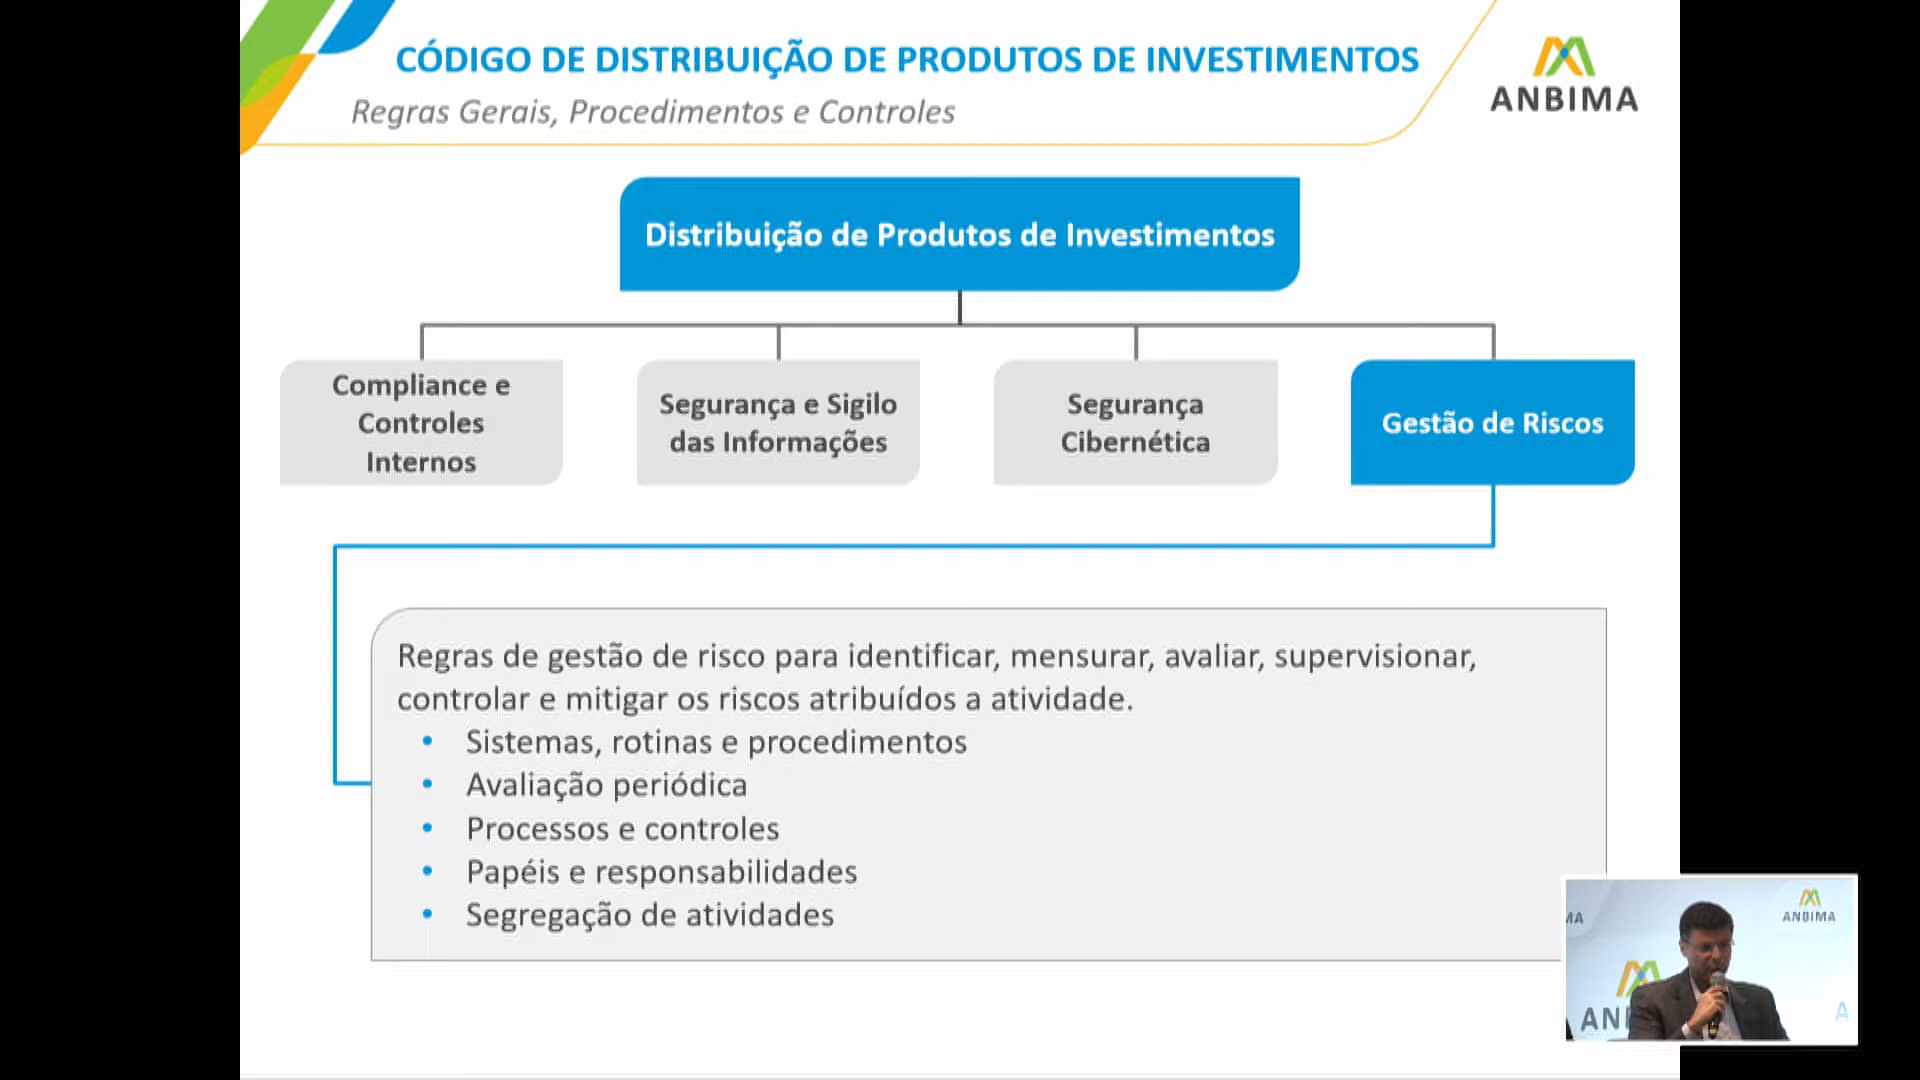 CÓDIGO DE DISTRIBUIÇÃO DE PRODUTOS DE INVESTIMENTOS
Regras Gerais, Procedimentos e Controles
ANBIMA
Distribuição de Produtos de Investimentos
Compliance e
Controles
Internos
Segurança e Sigilo
das Informações
Segurança
Cibernética
Gestão de Riscos
Regras de gestão de risco para identificar, mensurar, avaliar, supervisionar,
controlar e mitigar os riscos atribuídos a atividade.
• Sistemas, rotinas e procedimentos
• Avaliação periódica
• Processos e controles
• Papéis e responsabilidades
• Segregação de atividades
MA
ANBIMA
AN
A